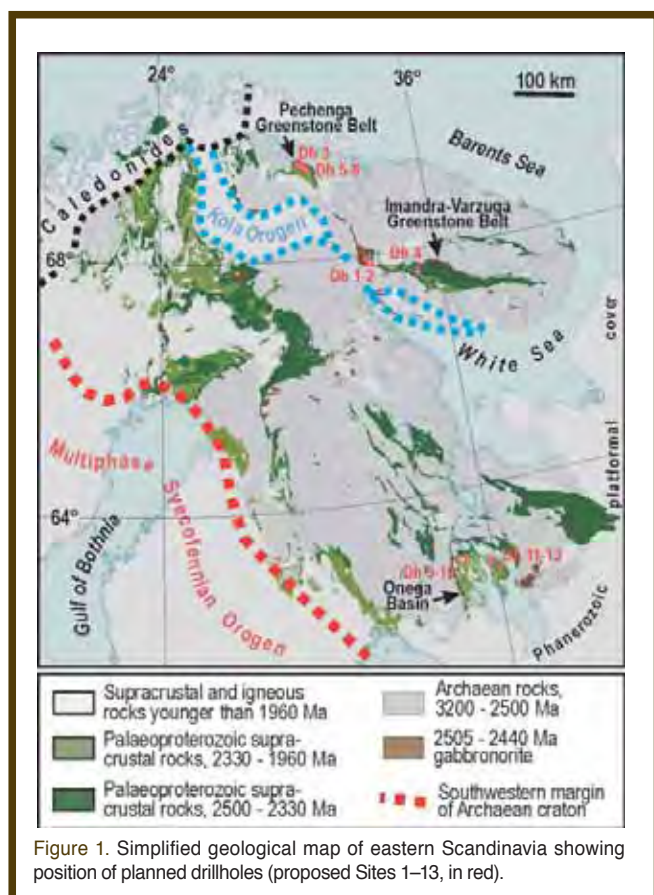 24°
36°
100 km
Pechenga
Greenstone Belt
Barents Sea
Dh 3
Caledonides
Imandra-Varzuga
Greenstone Belt
Kola Orogen
68°
Dh 4
Dh 1-2
White Sea
cover
platformal
Phanerozoic
Multiphase
Svecofennian Orogen
64°
Gulf of Bothnia
Onega
Basin
Supracrustal and igneous
rocks younger than 1960 Ma
Palaeoproterozoic supra-
crustal rocks, 2330 - 1960 Ma
Palaeoproterozoic supra-
crustal rocks, 2500 - 2330 Ma
Archaean rocks,
3200 - 2500 Ma
2505 - 2440 Ma
gabbronorite
Southwestern margin
of Archaean craton
Figure 1. Simplified geological map of eastern Scandinavia showing
position of planned drillholes (proposed Sites 1–13, in red).